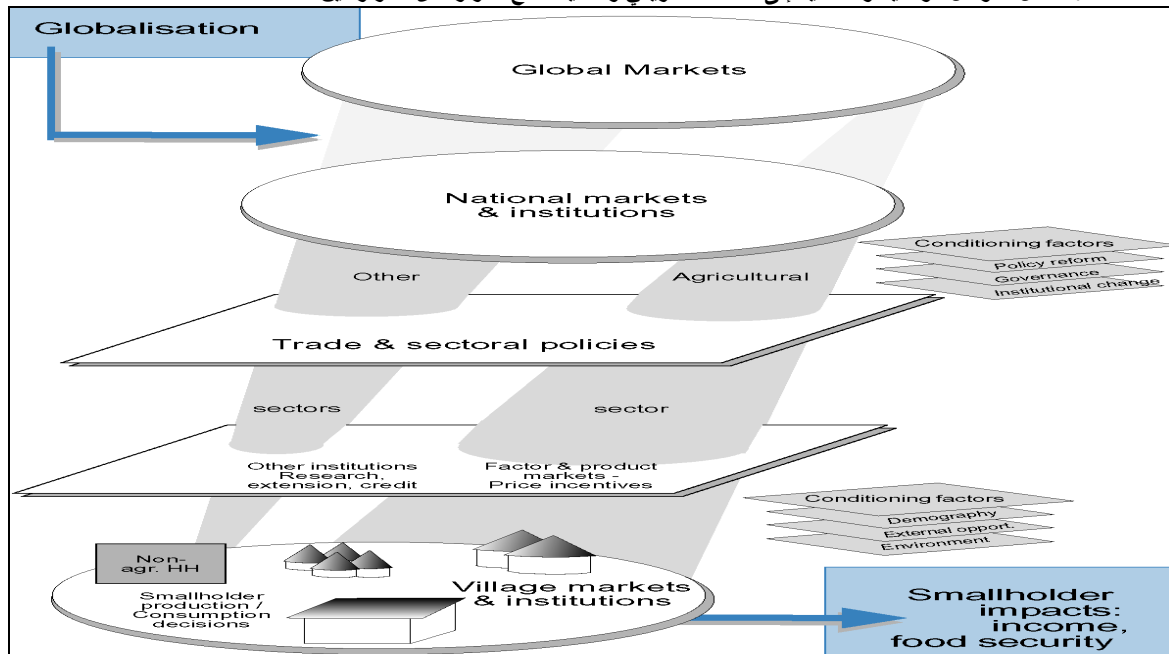 Globalisation
Global Markets
National markets
& institutions
Conditioning factors
Policy reform
Governance
Institutional change
Other
Agricultural
Trade & sectoral policies
sectors
sector
Other institutions
Research,
extension, credit
Factor & product
markets -
Price incentives
Conditioning factors
Demography
External opport.
Environment
Non-
agr. HH
Smallholder
production /
Consumption
decisions
Village markets
& institutions
Smallholder
impacts:
income,
food security